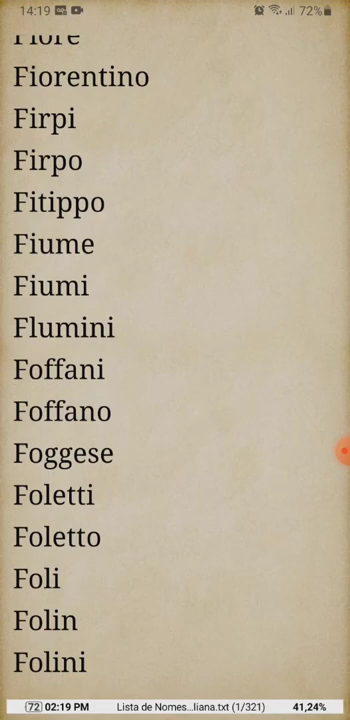 14:19 72%
Fiore
Fiorentino
Firpi
Firpo
Fitippo
Fiume
Fiumi
Flumini
Foffani
Foffano
Foggese
Foletti
Foletto
Foli
Folin
Folini
72 02:19 PM Lista de Nomes...liana.txt (1/321) 41,24%